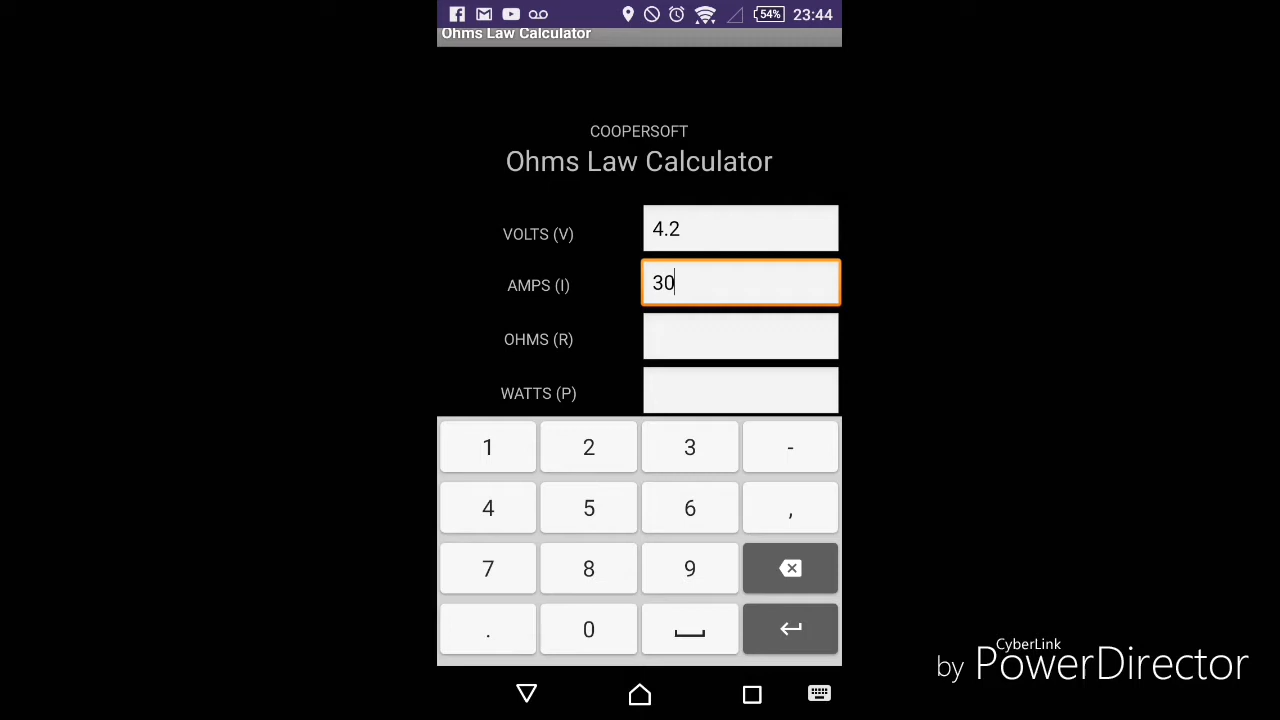 54% 23:44
Ohms Law Calculator
COOPERSOFT
Ohms Law Calculator
VOLTS (V) 4.2
AMPS (I) 30
OHMS (R)
WATTS (P)
1 2 3 -
4 5 6 ,
7 8 9
. 0
CyberLink
by PowerDirector